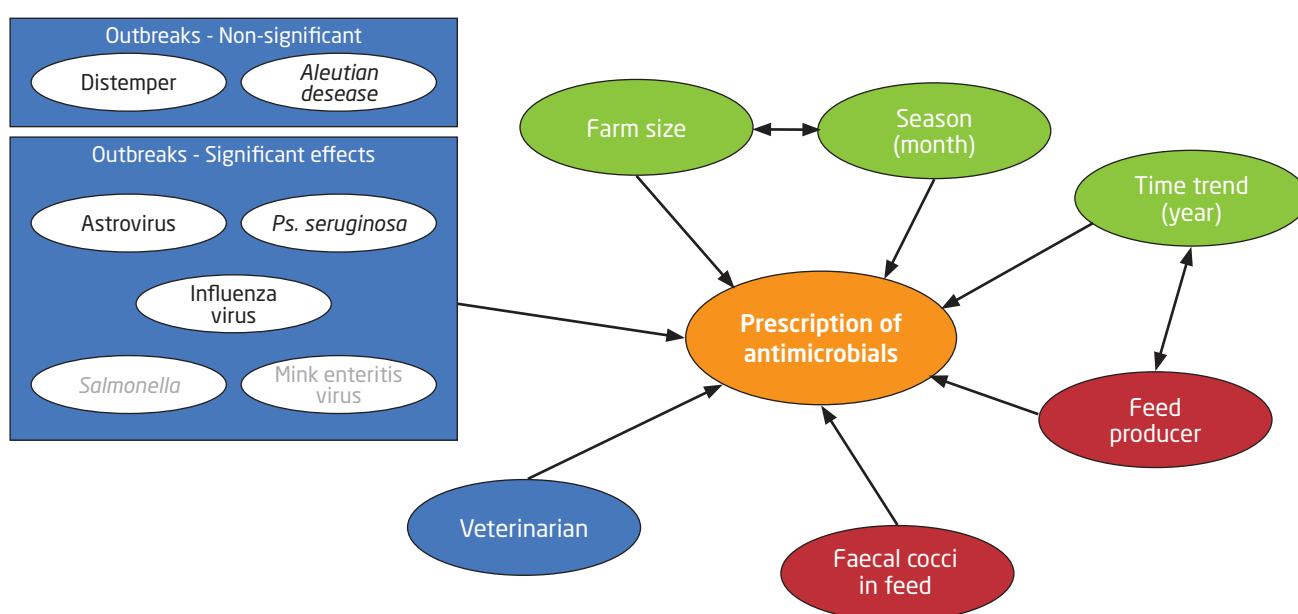 Outbreaks - Non-significant
Distemper
Aleutian
desease
Outbreaks - Significant effects
Astrovirus
Ps. seruginosa
Influenza
virus
Salmonella
Mink enteritis
virus
Farm size
Season
(month)
Time trend
(year)
Prescription of
antimicrobials
Feed
producer
Veterinarian
Faecal cocci
in feed